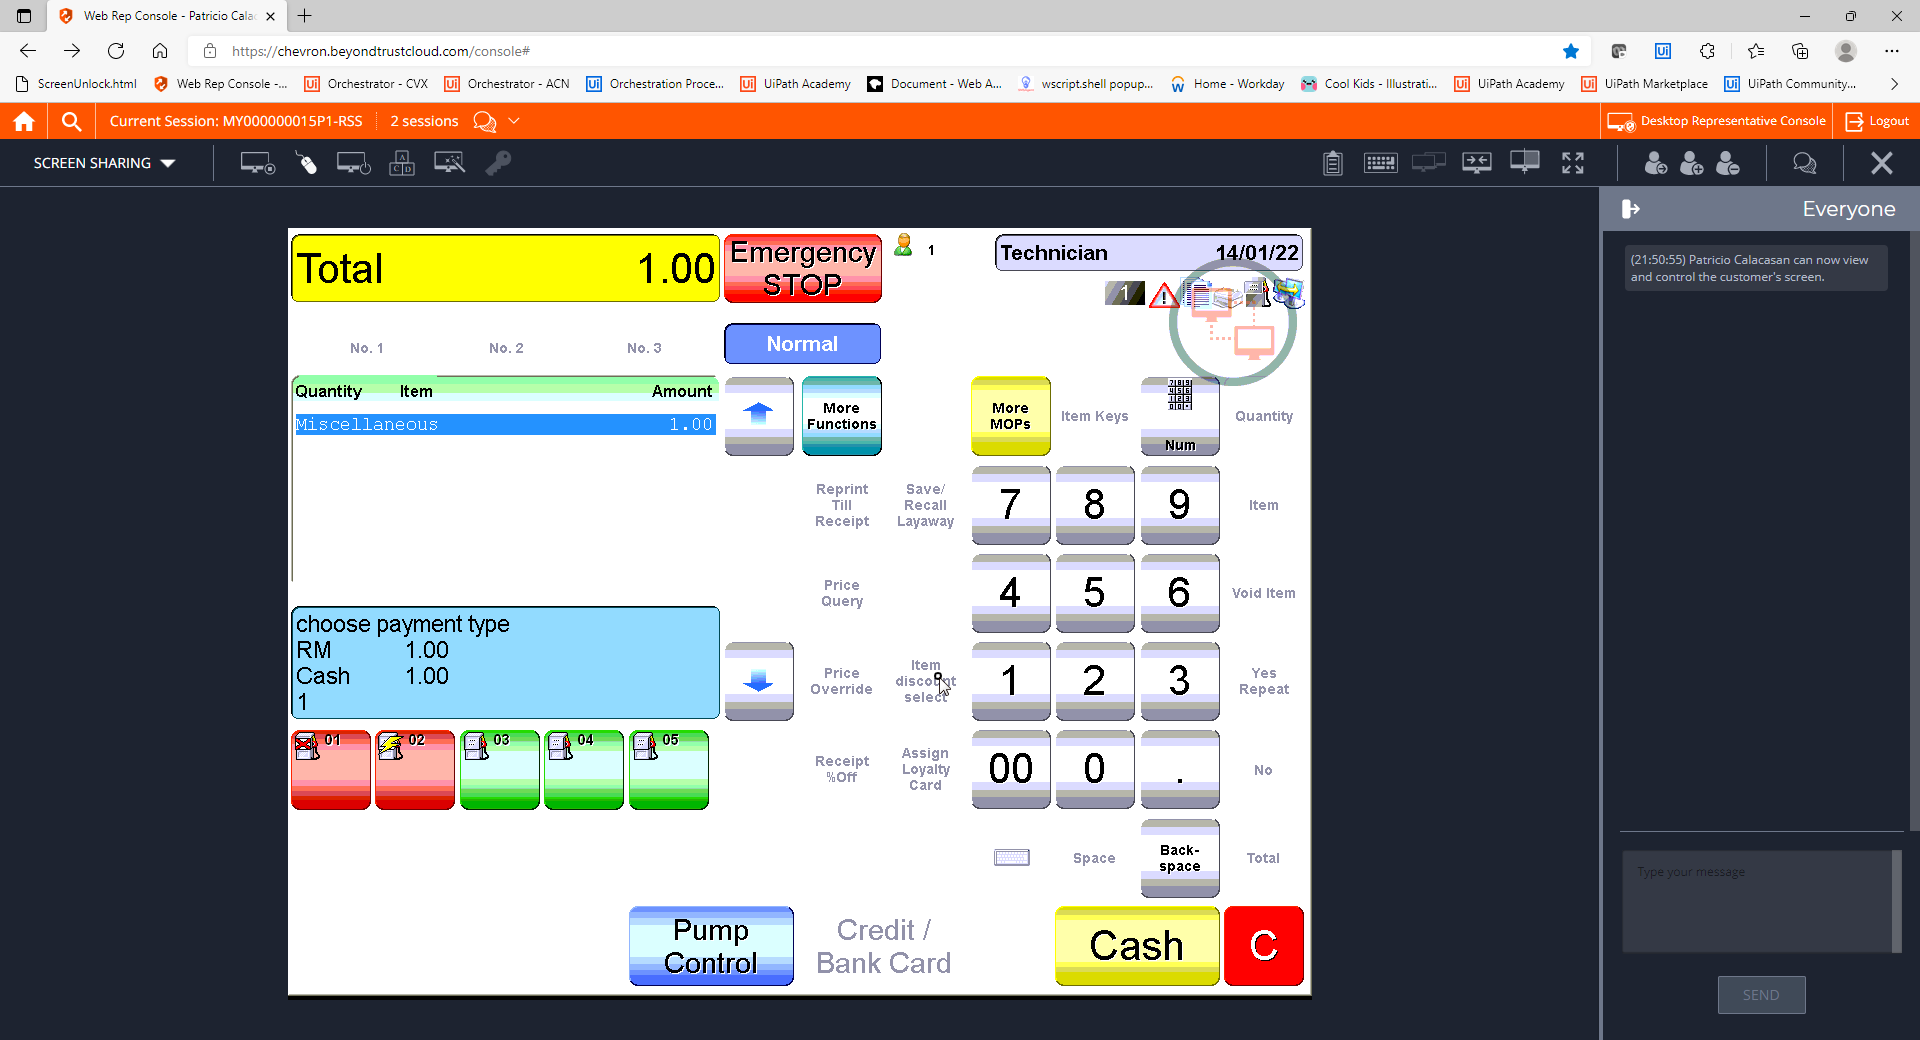 Web Rep Console - Patricio Cala
https://chevron.beyondtrustcloud.com/console#
ScreenUnlock.html
Web Rep Console -...
Orchestrator - CVX
Orchestrator - ACN
Orchestration Proce...
UiPath Academy
Document - Web A...
wscript.shell popup...
Home - Workday
Cool Kids - Illustrati...
UiPath Academy
UiPath Marketplace
UiPath Community...
Current Session: MY000000015P1-RSS
2 sessions
Desktop Representative Console
Logout
SCREEN SHARING
Everyone
(21:50:55) Patricio Calacasan can now view
and control the customer's screen.
Total 1.00
Emergency
STOP
1
Technician 14/01/22
1
No. 1
No. 2
No. 3
Normal
Quantity Item Amount
Miscellaneous 1.00
More
Functions
More
MOPs
Item Keys
Num
Quantity
Reprint
Till
Receipt
Save/
Recall
Layaway
7
8
9
Item
Price
Query
4
5
6
Void Item
choose payment type
RM 1.00
Cash 1.00
1
Price
Override
Item
discount
select
1
2
3
Yes
Repeat
01
02
03
04
05
Receipt
%Off
Assign
Loyalty
Card
00
0
.
No
Space
Back-
space
Total
Pump
Control
Credit /
Bank Card
Cash
C
Type your message
SEND